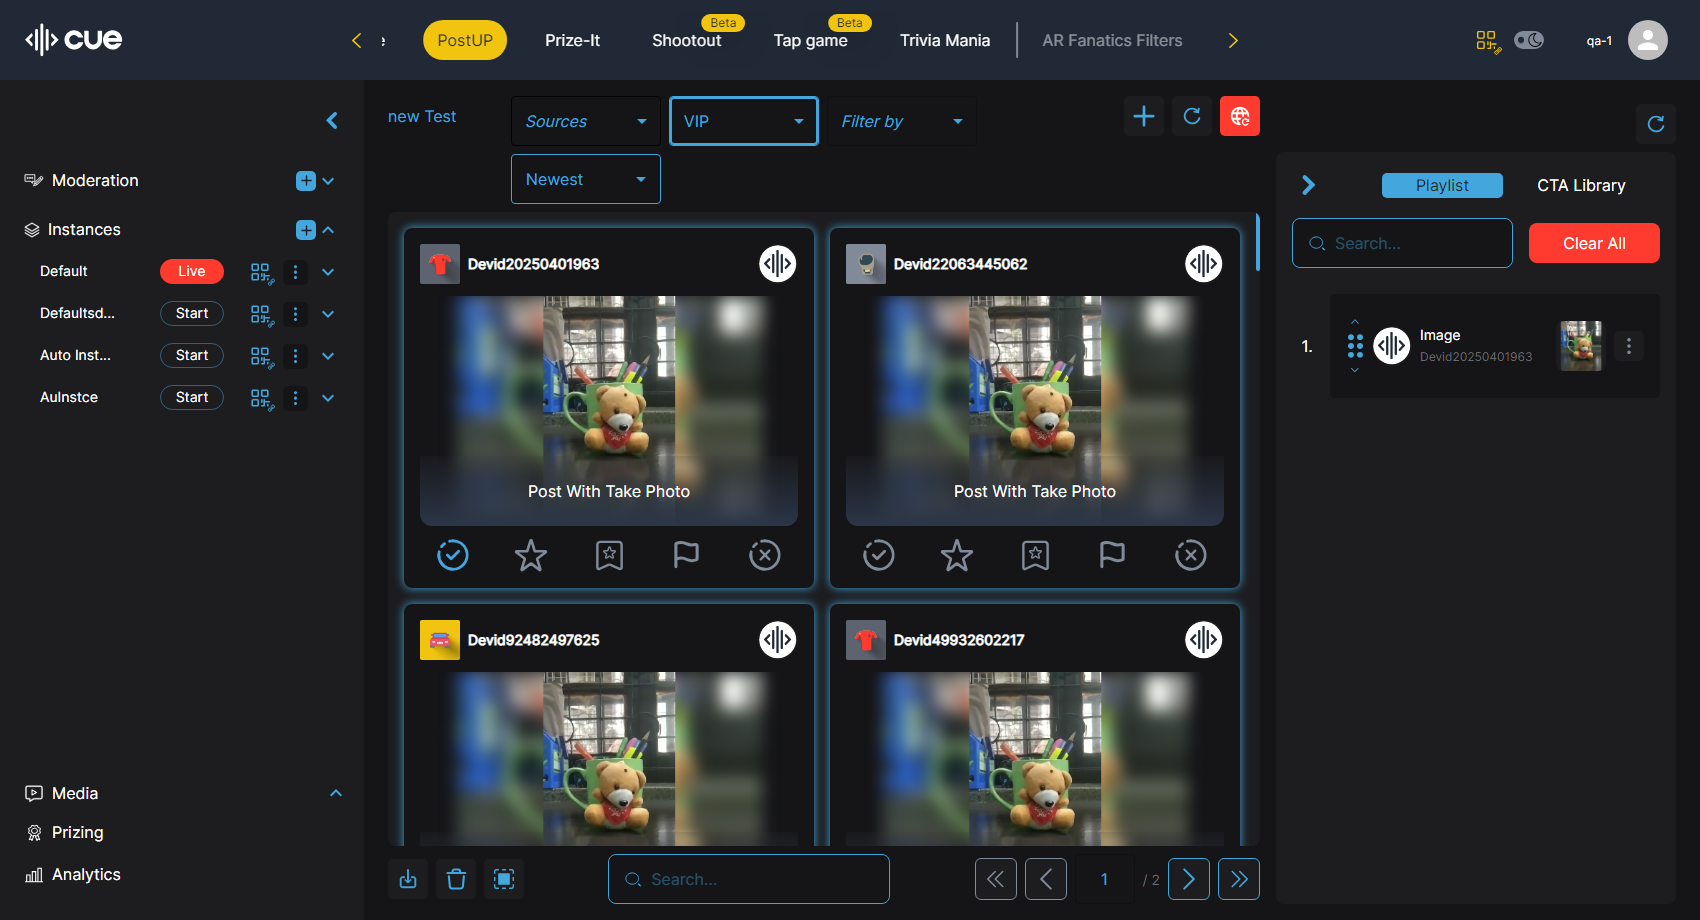 cue
e
PostUP
Prize-It
Beta
Shootout
Beta
Tap game
Trivia Mania
AR Fanatics Filters
qa-1
Moderation
Instances
Default
Live
Defaultsd...
Start
Auto Inst...
Start
AuInstce
Start
Media
Prizing
Analytics
new Test
Sources
VIP
Filter by
Newest
Devid20250401963
Post With Take Photo
Devid22063445062
Post With Take Photo
Devid92482497625
Devid49932602217
Search...
1
/ 2
Playlist
CTA Library
Search...
Clear All
1.
Image
Devid20250401963